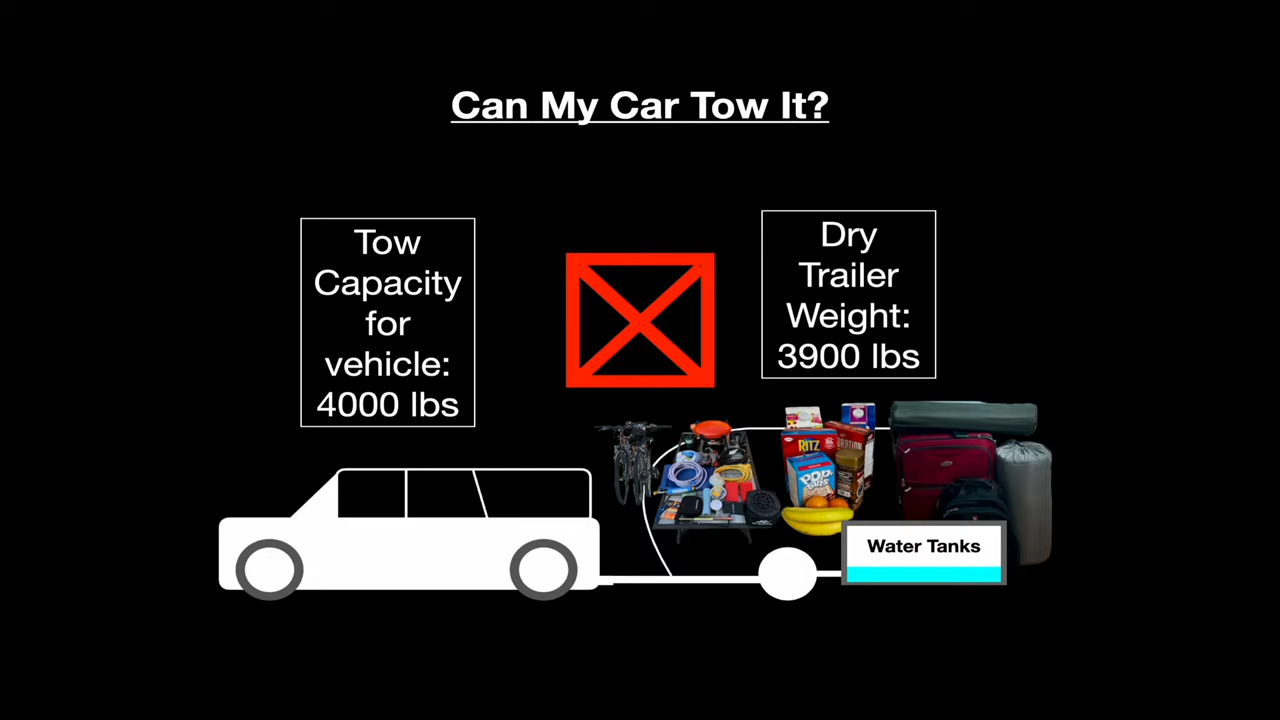 Can My Car Tow It?
Tow
Capacity
for
vehicle:
4000 lbs
Dry
Trailer
Weight:
3900 lbs
RITZ
POP
tarts
Water Tanks